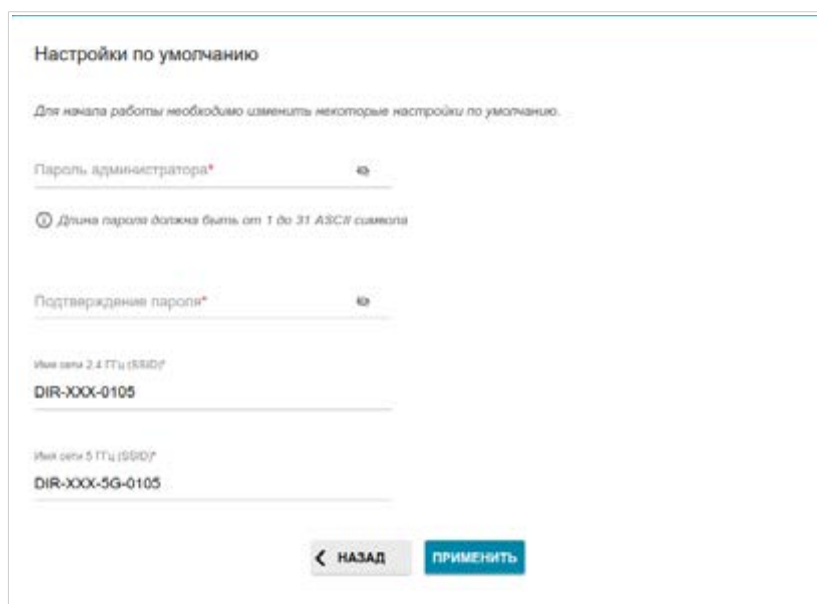 Настройки по умолчанию
Для начала работы необходимо изменить некоторые настройки по умолчанию.
Пароль администратора*
Длина пароля должна быть от 1 до 31 ASCII символа
Подтверждение пароля*
Имя сети 2.4 ГГц (SSID)*
DIR-XXX-0105
Имя сети 5 ГГц (SSID)*
DIR-XXX-5G-0105
НАЗАД ПРИМЕНИТЬ